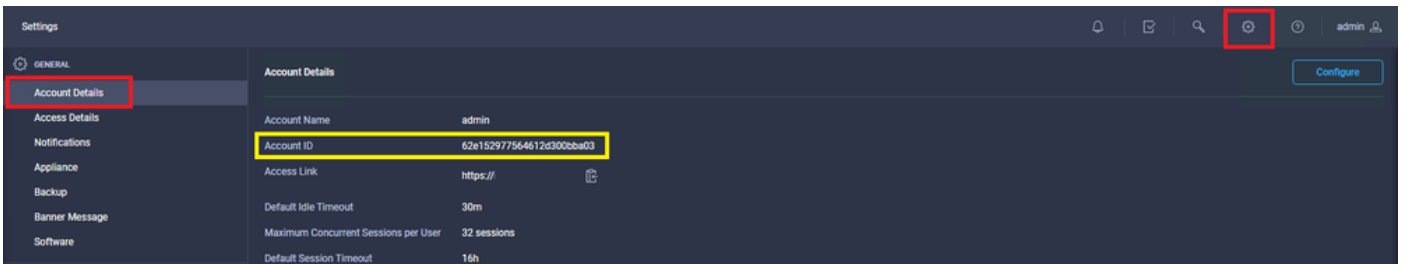 Settings
admin
GENERAL
Account Details
Access Details
Notifications
Appliance
Backup
Banner Message
Software
Account Details
Configure
Account Name admin
Account ID 62e152977564612d300bba03
Access Link https://
Default Idle Timeout 30m
Maximum Concurrent Sessions per User 32 sessions
Default Session Timeout 16h